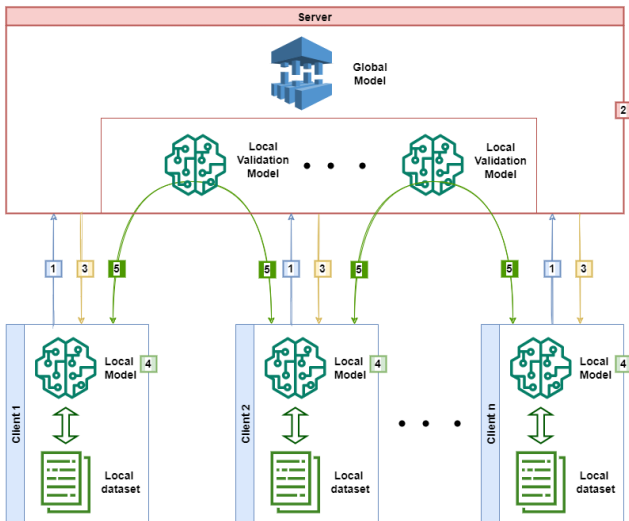 Server
Global
Model
2
Local
Validation
Model
Local
Validation
Model
1
3
5
5
1
3
5
5
1
3
Client 1
Local
Model
4
Local
dataset
Client 2
Local
Model
4
Local
dataset
Client n
Local
Model
4
Local
dataset